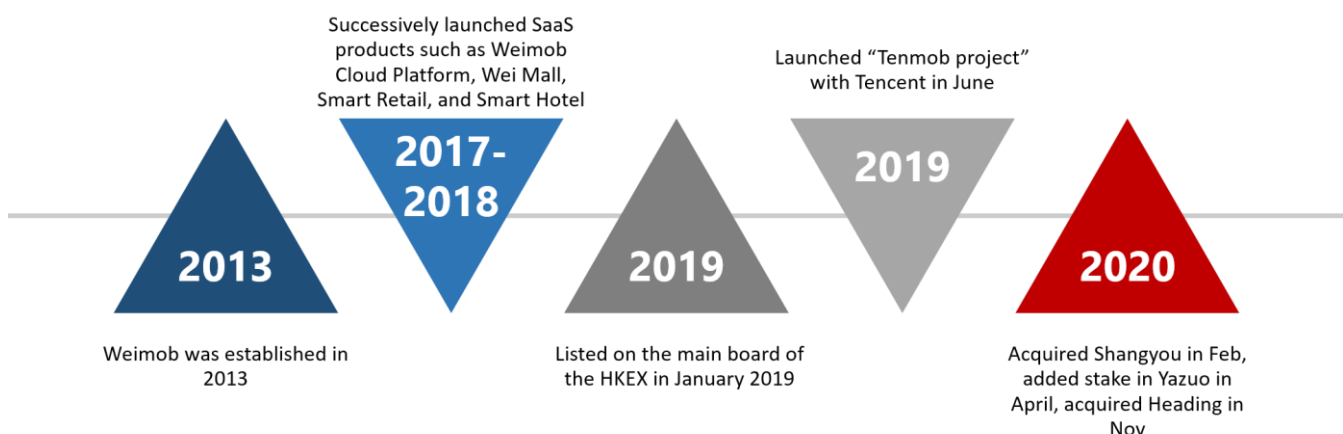 Successively launched SaaS
products such as Weimob
Cloud Platform, Wei Mall,
Smart Retail, and Smart Hotel
Launched “Tenmob project”
with Tencent in June
2013
2017-
2018
2019
2019
2020
Weimob was established in
2013
Listed on the main board of
the HKEX in January 2019
Acquired Shangyou in Feb,
added stake in Yazuo in
April, acquired Heading in
Nov